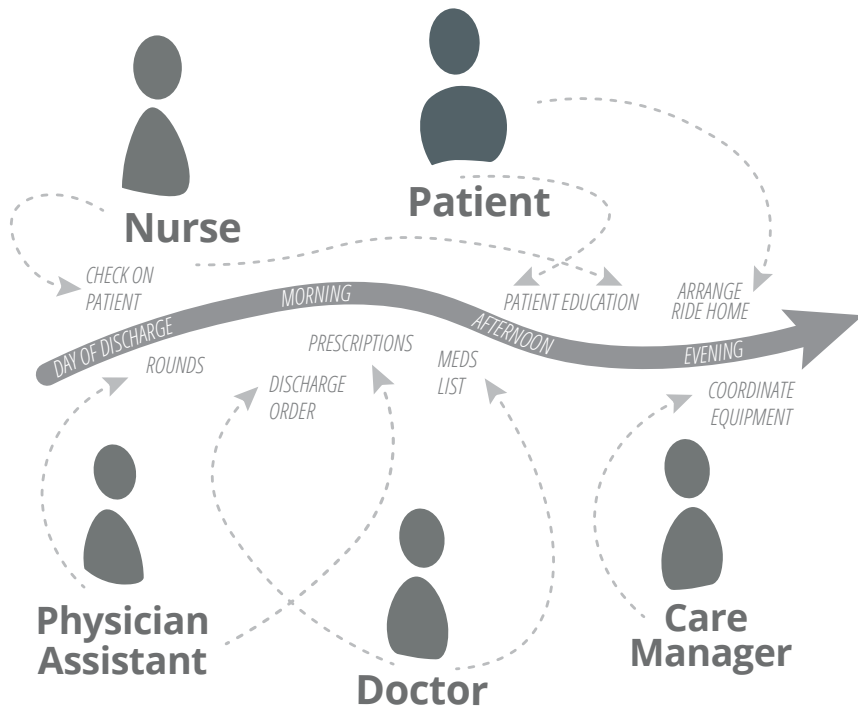 Nurse
Patient
CHECK ON
PATIENT
DAY OF DISCHARGE
MORNING
AFTERNOON
EVENING
PATIENT EDUCATION
ARRANGE
RIDE HOME
ROUNDS
PRESCRIPTIONS
DISCHARGE
ORDER
MEDS
LIST
COORDINATE
EQUIPMENT
Physician
Assistant
Doctor
Care
Manager